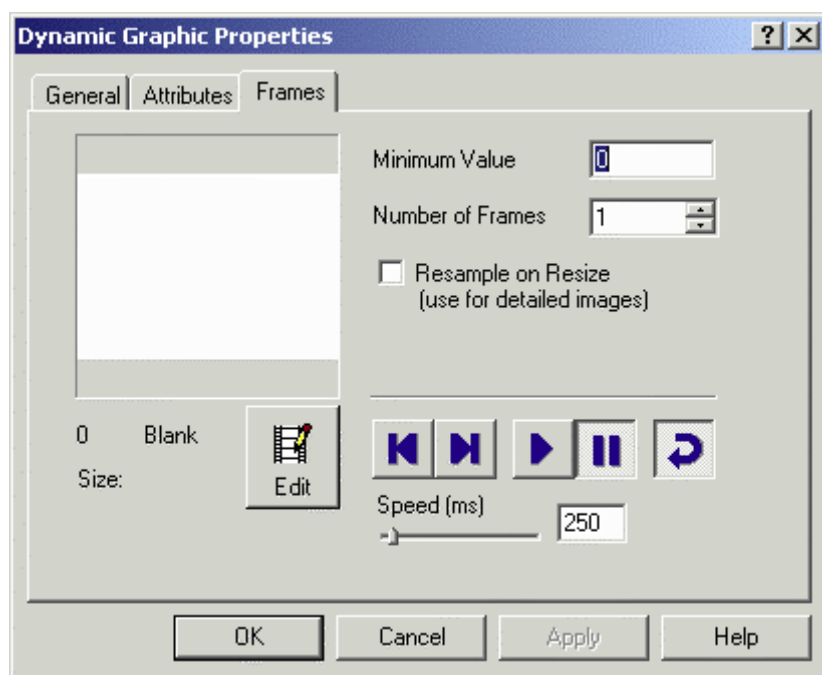 Dynamic Graphic Properties
General Attributes Frames
Minimum Value 0
Number of Frames 1
Resample on Resize
(use for detailed images)
0 Blank
Size:
Edit
Speed (ms)
250
OK Cancel Apply Help